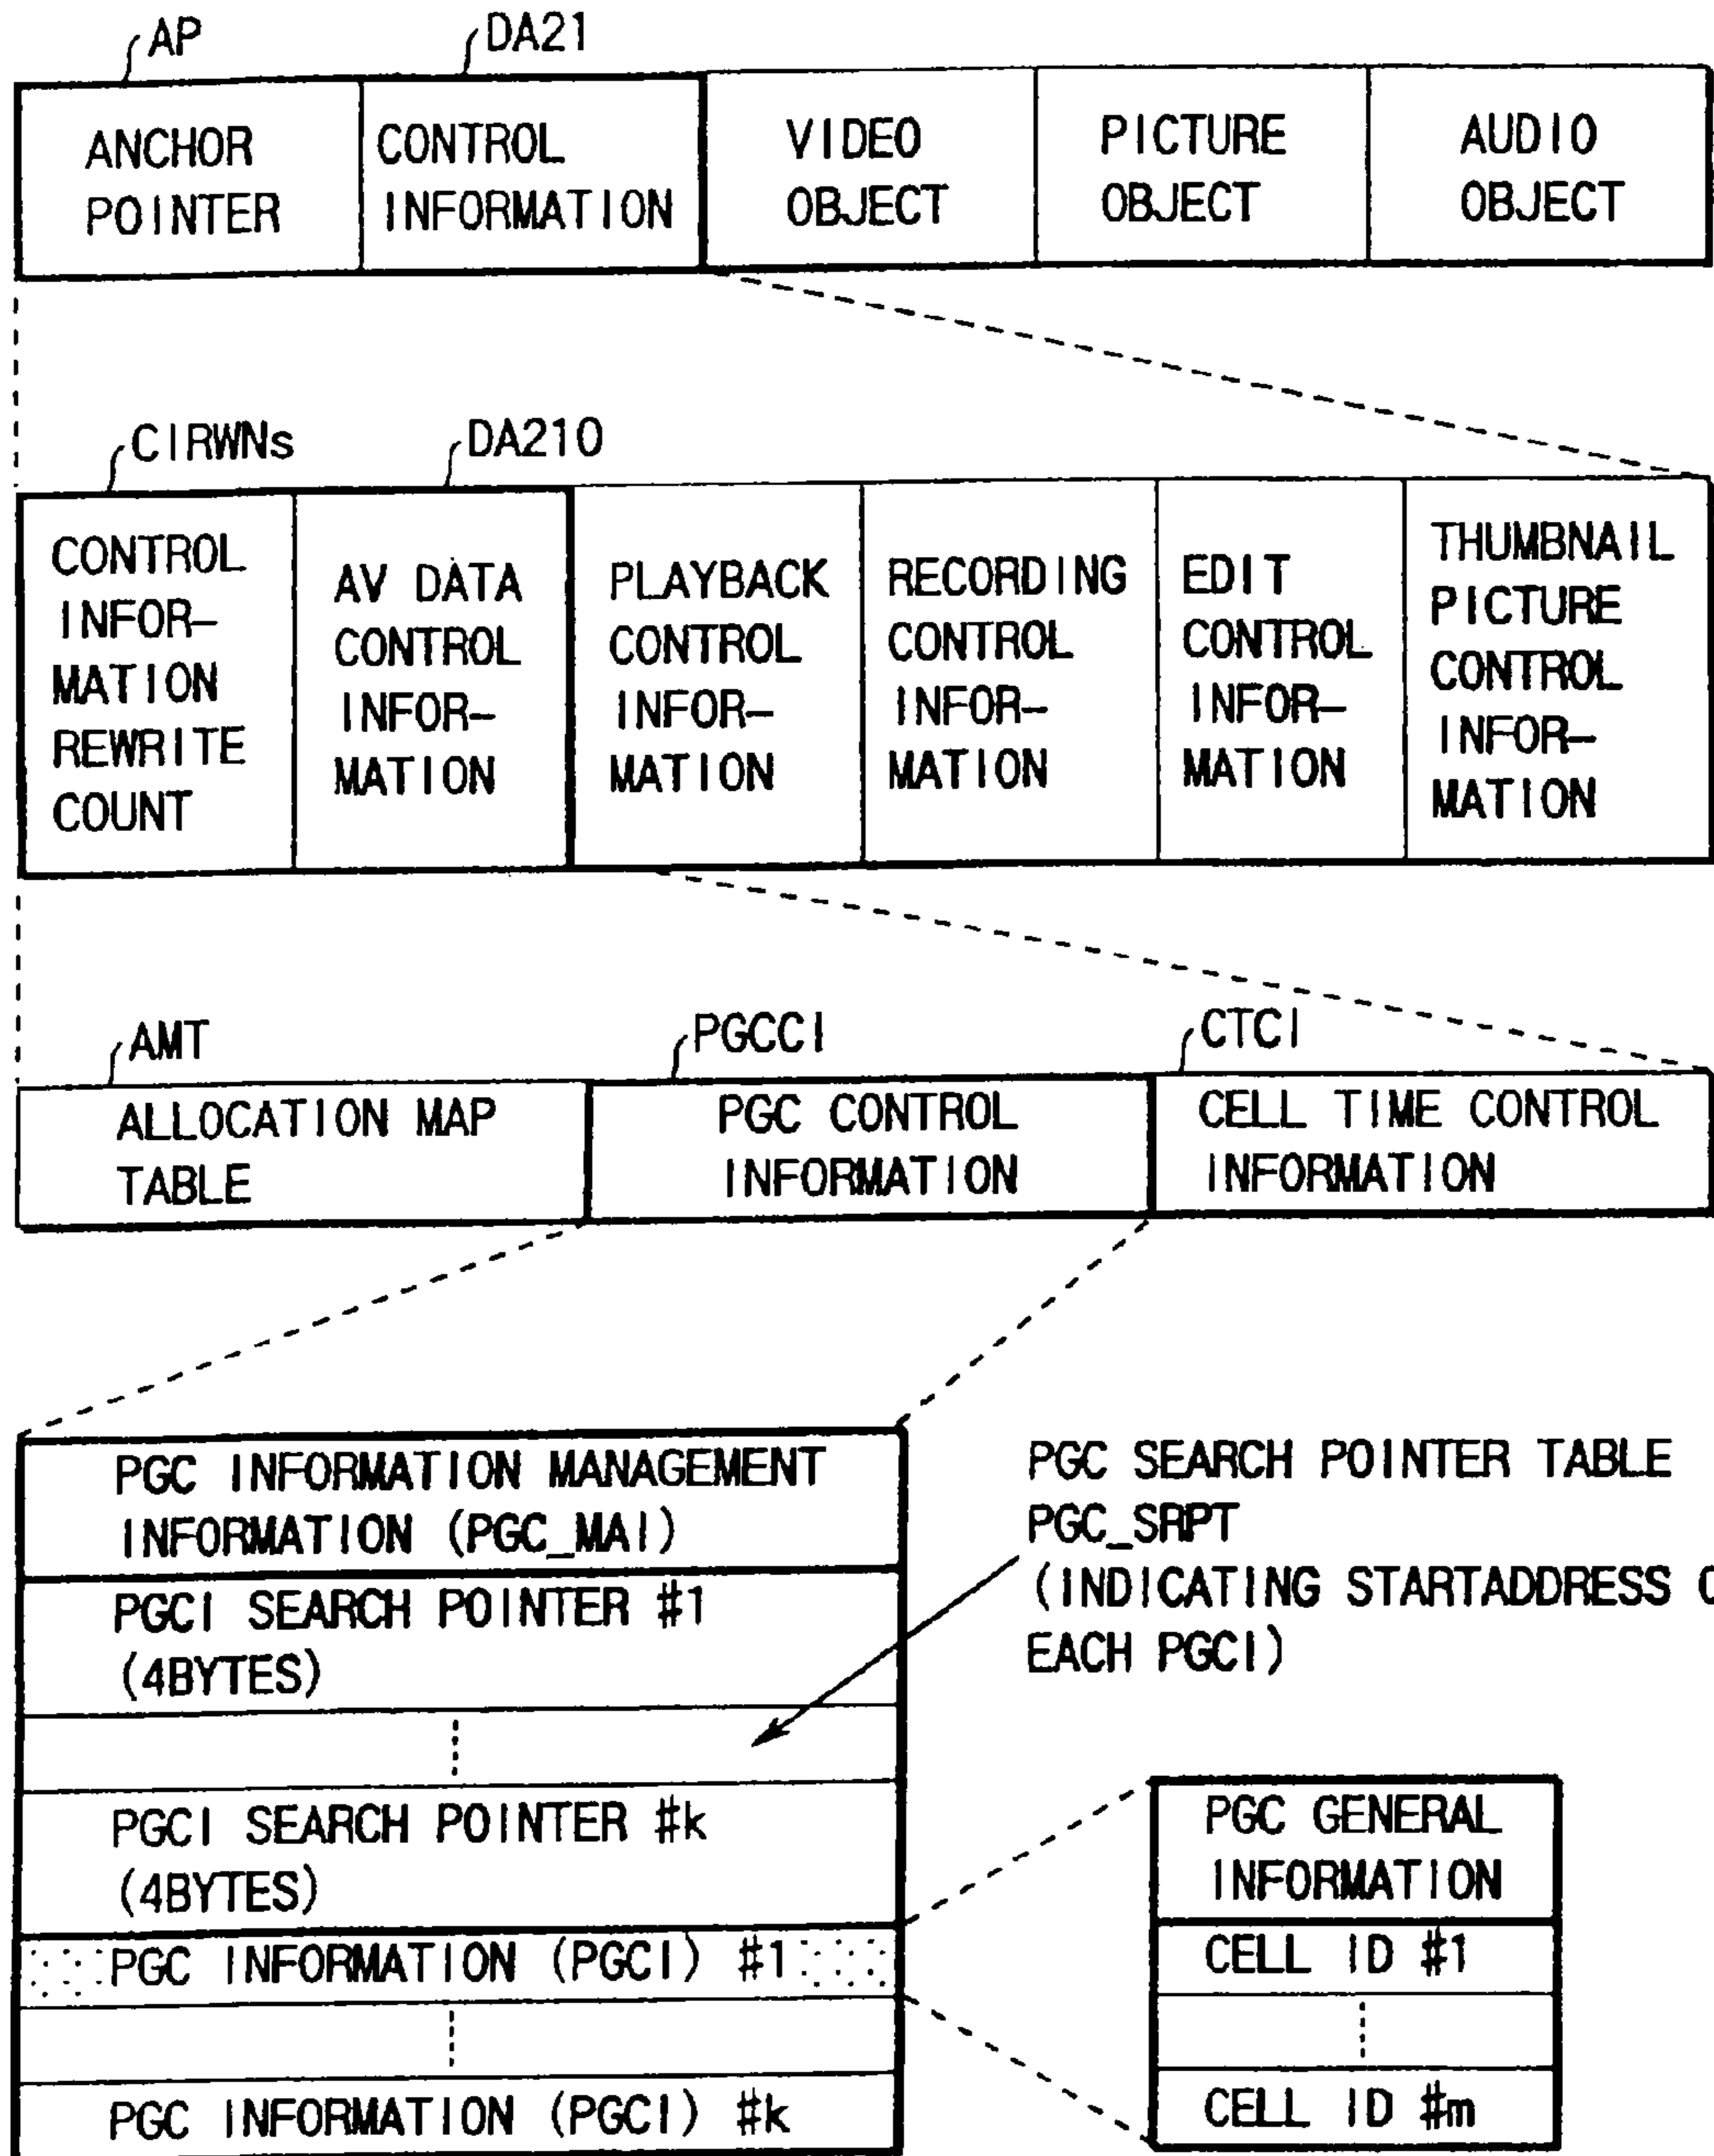 AP
DA21
ANCHOR
POINTER
CONTROL
INFORMATION
VIDEO
OBJECT
PICTURE
OBJECT
AUDIO
OBJECT
CIRWNs
DA210
CONTROL
INFOR-
MATION
REWRITE
COUNT
AV DATA
CONTROL
INFOR-
MATION
PLAYBACK
CONTROL
INFOR-
MATION
RECORDING
CONTROL
INFOR-
MATION
EDIT
CONTROL
INFOR-
MATION
THUMBNAIL
PICTURE
CONTROL
INFOR-
MATION
AMT
PGCCI
CTCI
ALLOCATION MAP
TABLE
PGC CONTROL
INFORMATION
CELL TIME CONTROL
INFORMATION
PGC INFORMATION MANAGEMENT
INFORMATION (PGC_MAI)
PGCI SEARCH POINTER #1
(4BYTES)
PGCI SEARCH POINTER #k
(4BYTES)
PGC INFORMATION (PGCI) #1
PGC INFORMATION (PGCI) #k
PGC SEARCH POINTER TABLE
PGC_SRPT
(INDICATING STARTADDRESS
EACH PGCI)
PGC GENERAL
INFORMATION
CELL ID #1
CELL ID #m